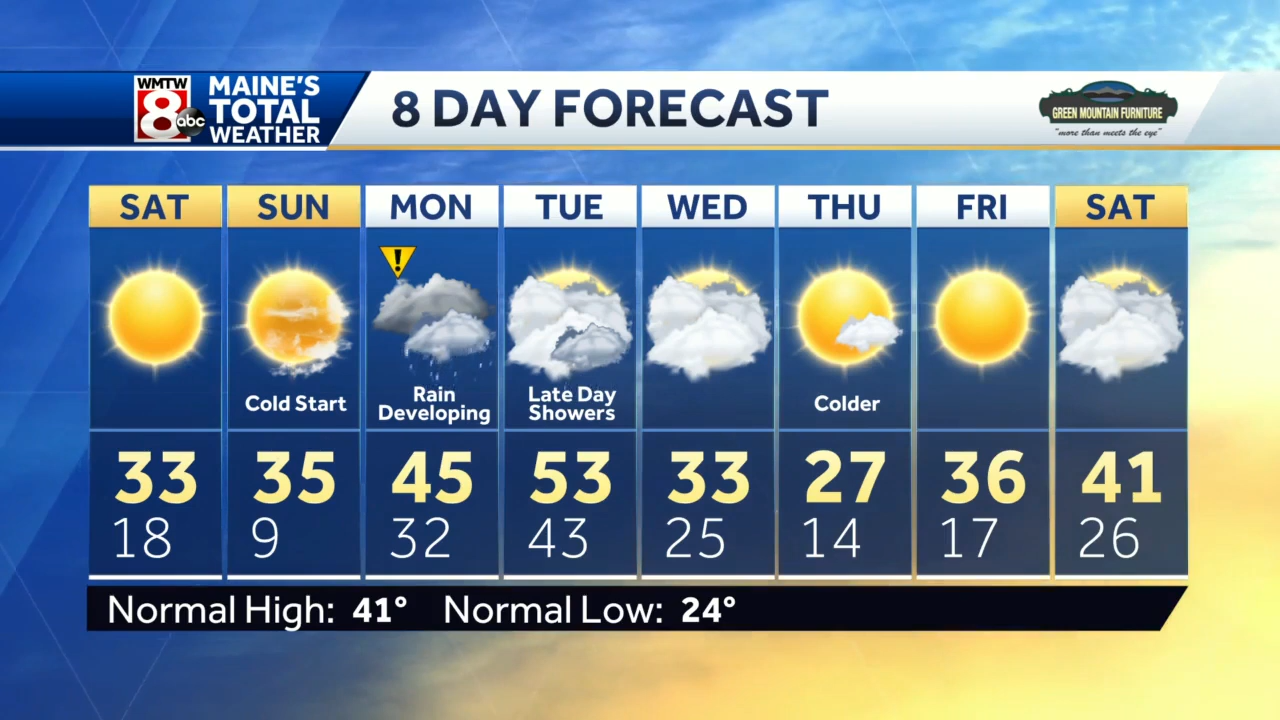 WMTW
8
abc
MAINE'S
TOTAL
WEATHER
8 DAY FORECAST
GREEN MOUNTAIN FURNITURE
"more than meets the eye"
SAT SUN MON TUE WED THU FRI SAT
!
Cold Start
Rain
Developing
Late Day
Showers
Colder
33 35 45 53 33 27 36 41
18 9 32 43 25 14 17 26
Normal High: 41° Normal Low: 24°